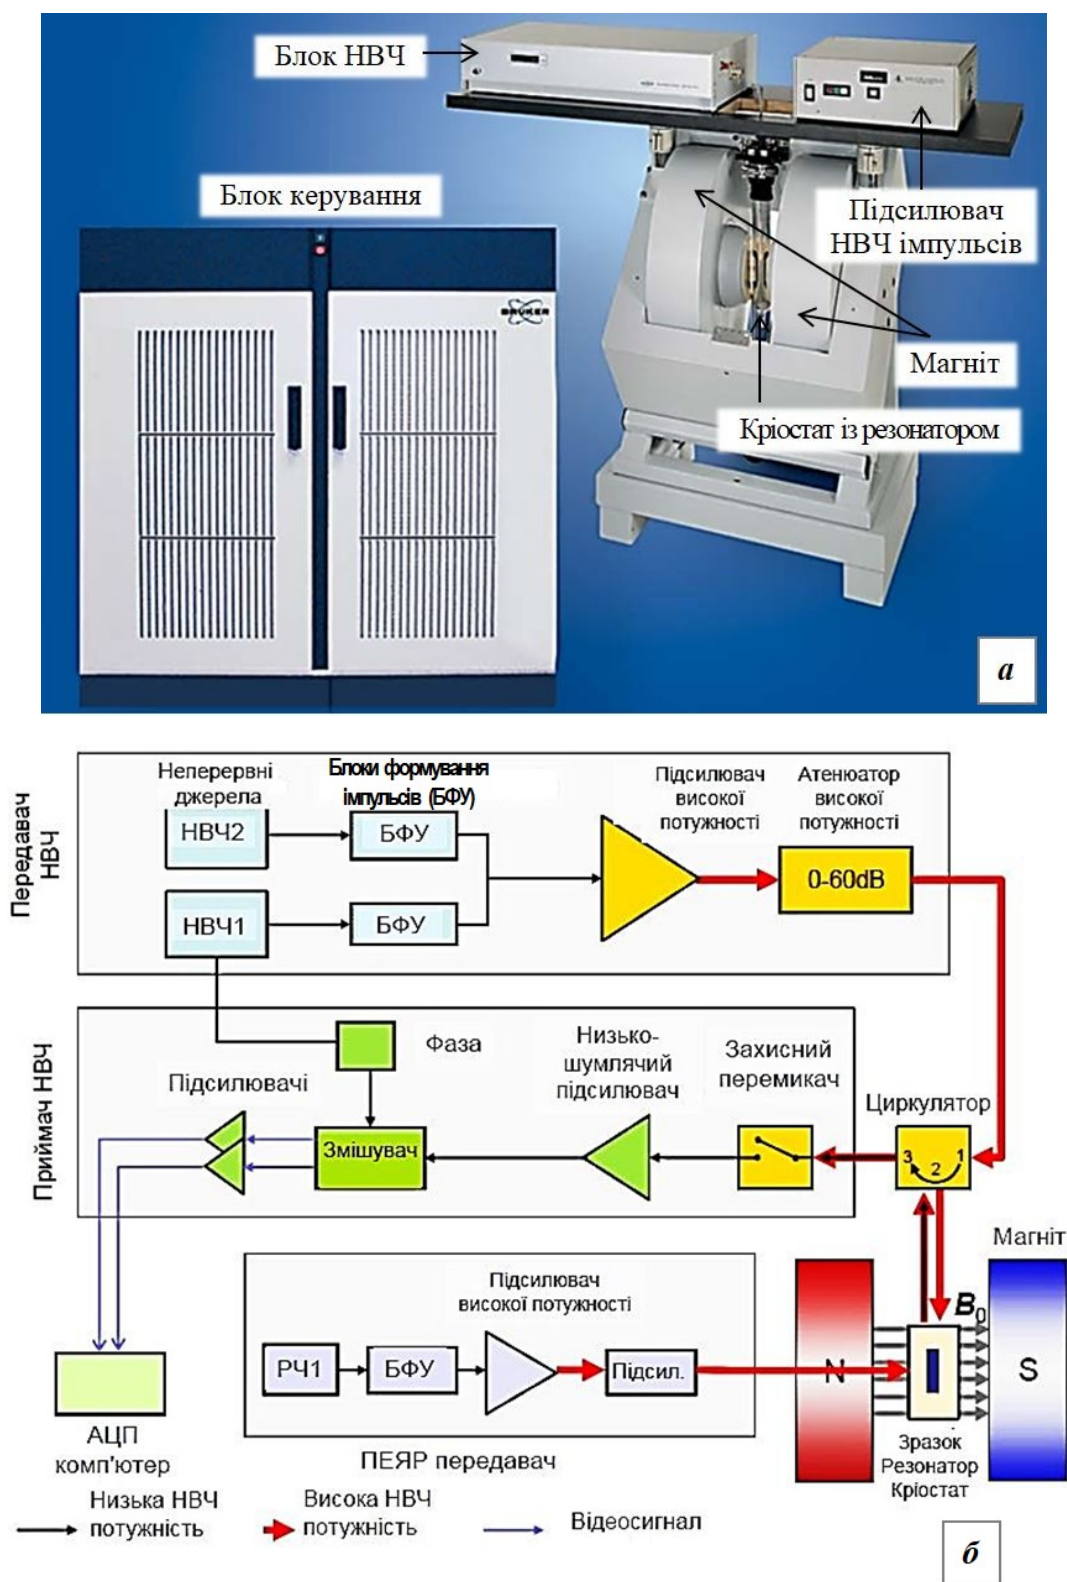 Блок НВЧ
Блок керування
Підсилювач
НВЧ імпульсів
Магніт
Кріостат із резонатором
BRUKER
а
Передавач
НВЧ
Неперервні
джерела
Блоки формування
імпульсів (БФУ)
Підсилювач
високої
потужності
Атенюатор
високої
потужності
НВЧ2
БФУ
0-60dB
НВЧ1
БФУ
Приймач НВЧ
Фаза
Низько-
шумлячий
підсилювач
Захисний
перемикач
Підсилювачі
Циркулятор
Змішувач
3 2 1
Магніт
Підсилювач
високої потужності
B0
РЧ1
БФУ
Підсил.
N
S
АЦП
комп'ютер
ПЕЯР передавач
Зразок
Резонатор
Кріостат
Низька НВЧ
потужність
Висока НВЧ
потужність
Відеосигнал
б